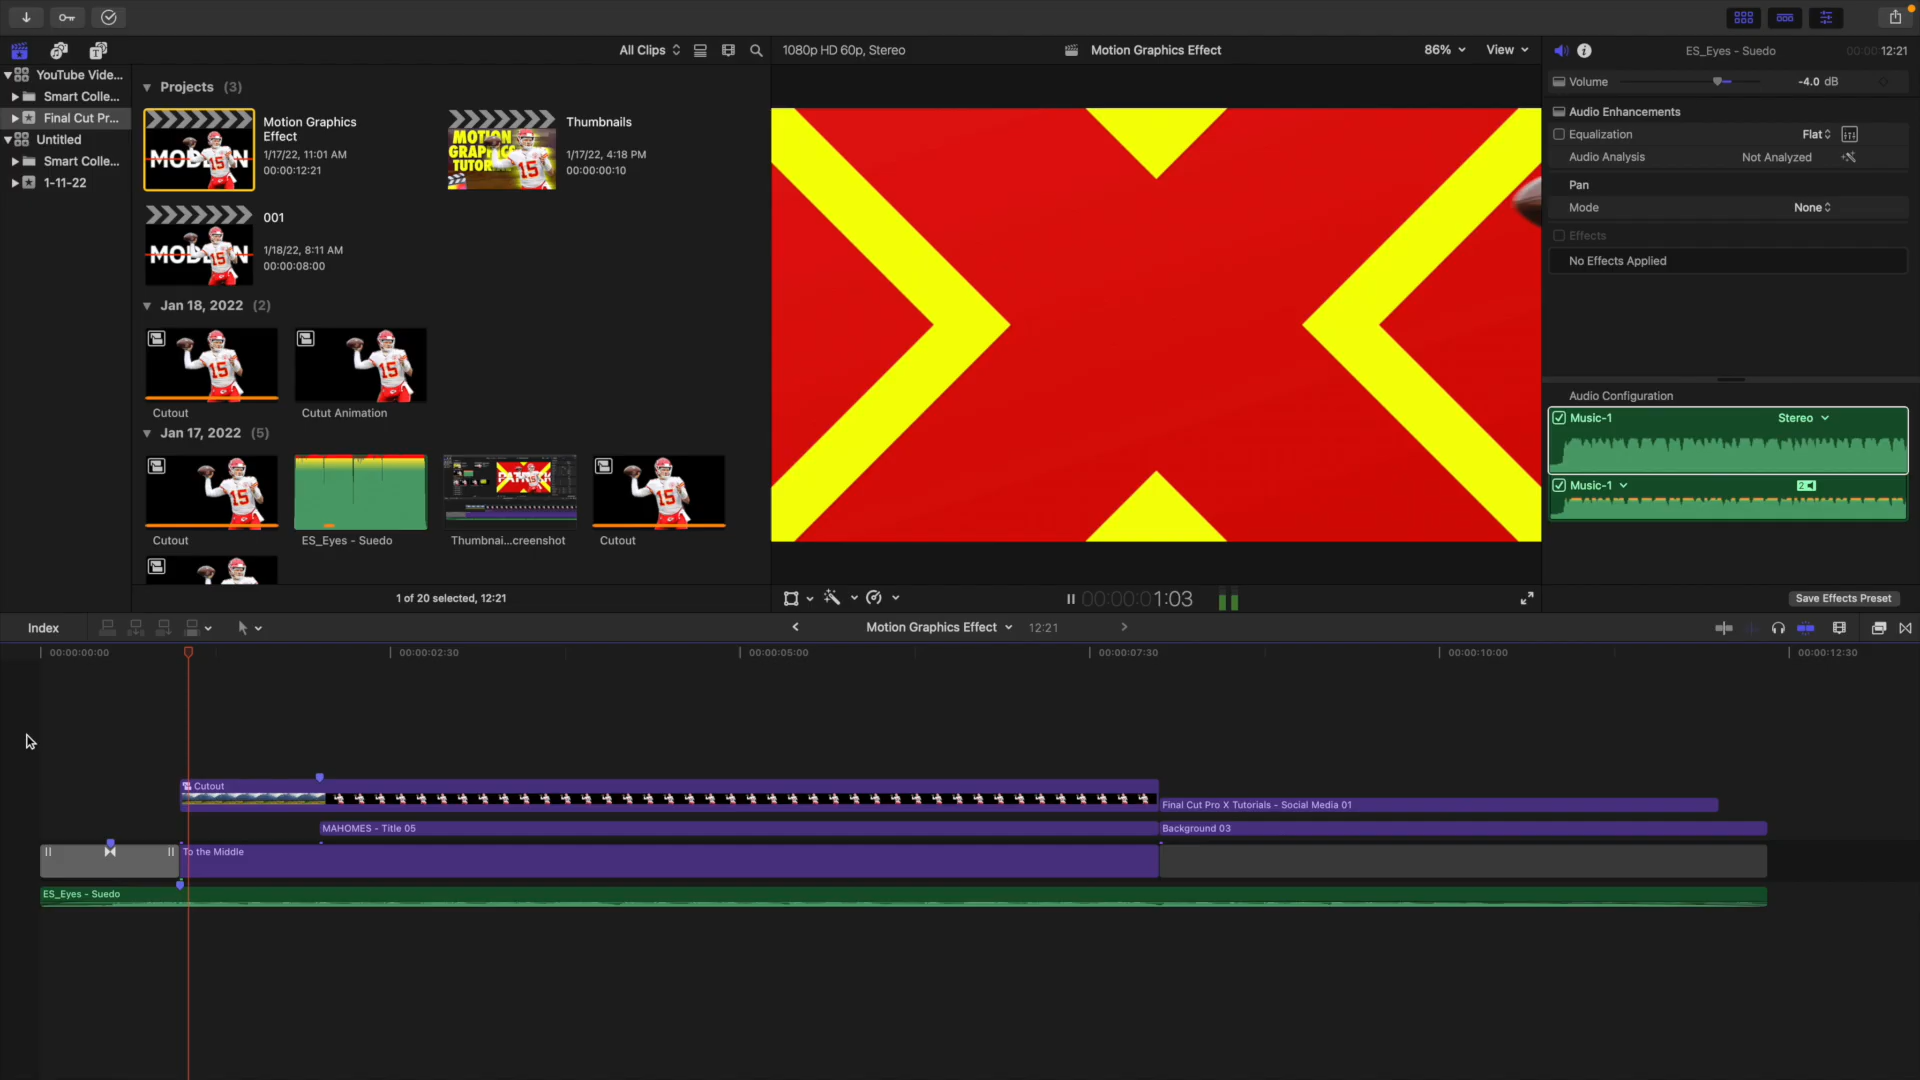 All Clips
1080p HD 60p, Stereo
Motion Graphics Effect
86%
View
ES_Eyes - Suedo
00:00:12:21
YouTube Vide...
Smart Colle...
Final Cut Pr...
Untitled
Smart Colle...
1-11-22
Projects (3)
Motion Graphics
Effect
1/17/22, 11:01 AM
00:00:12:21
Thumbnails
1/17/22, 4:18 PM
00:00:00:10
MOTION
GRAPHICS
TUTOR
15
001
1/18/22, 8:11 AM
00:00:08:00
Jan 18, 2022 (2)
15
15
Cutout
Cutut Animation
Jan 17, 2022 (5)
15
15
Cutout
ES_Eyes - Suedo
Thumbnai...creenshot
Cutout
1 of 20 selected, 12:21
Volume
-4.0 dB
Audio Enhancements
Equalization
Flat
Audio Analysis
Not Analyzed
Pan
Mode
None
Effects
No Effects Applied
Audio Configuration
Music-1
Stereo
Music-1
2
00:00:01:03
Save Effects Preset
Index
Motion Graphics Effect
12:21
00:00:00:00
00:00:02:30
00:00:05:00
00:00:07:30
00:00:10:00
00:00:12:30
Cutout
Final Cut Pro X Tutorials - Social Media 01
MAHOMES - Title 05
Background 03
To the Middle
ES_Eyes - Suedo